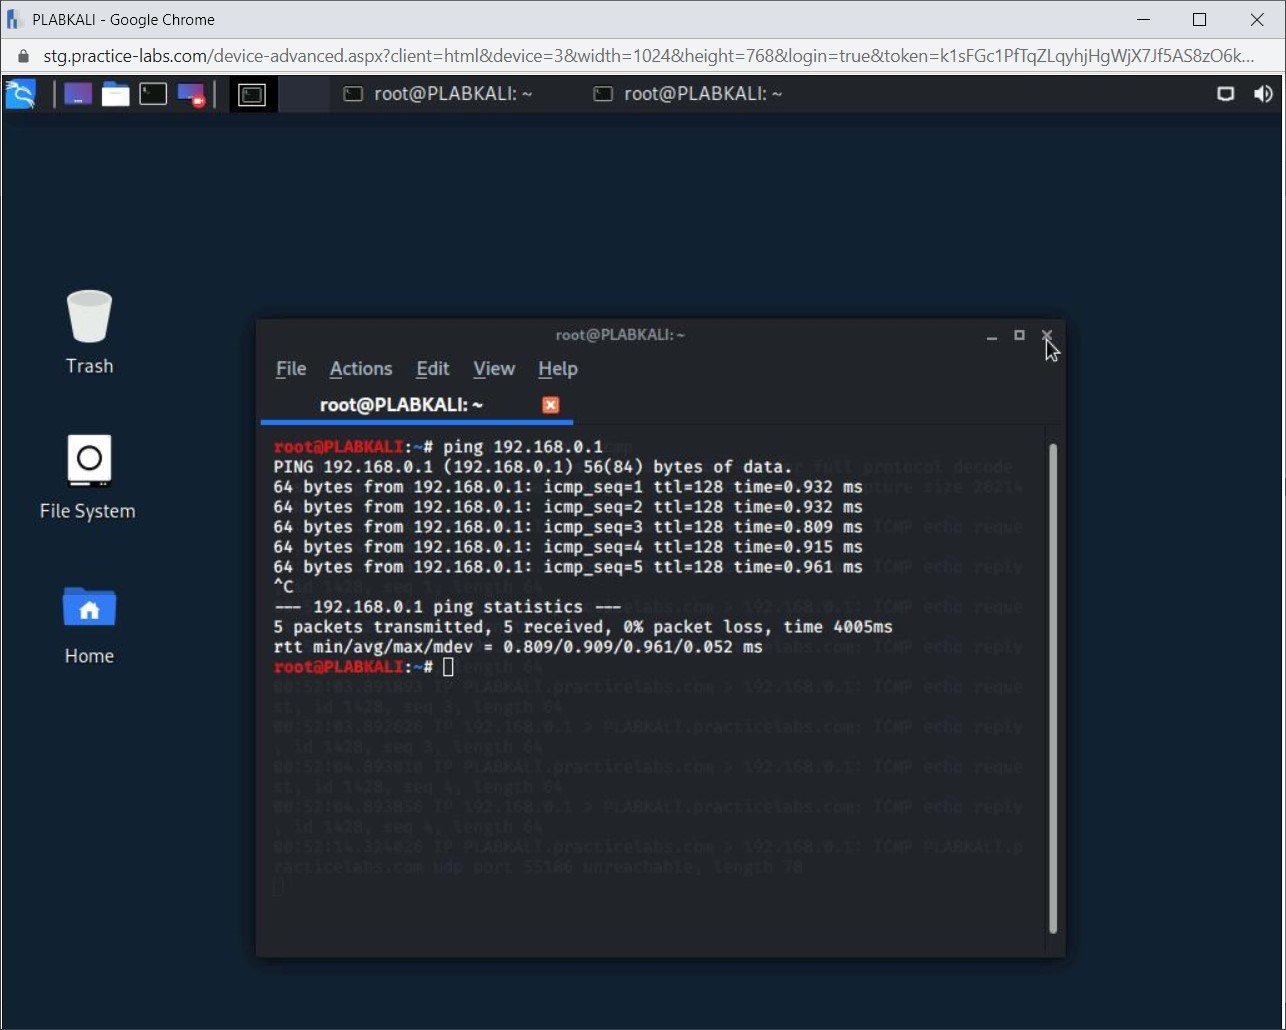 PLABKALI - Google Chrome
stg.practice-labs.com/device-advanced.aspx?client=html&device=3&width=1024&height=768&login=true&token=k1sFGc1PfTqZLqyhjHgWjX7Jf5AS8zO6k...
root@PLABKALI: ~
root@PLABKALI: ~
Trash
File System
Home
root@PLABKALI: ~
File Actions Edit View Help
root@PLABKALI: ~
root@PLABKALI:~# ping 192.168.0.1
PING 192.168.0.1 (192.168.0.1) 56(84) bytes of data.
64 bytes from 192.168.0.1: icmp_seq=1 ttl=128 time=0.932 ms
64 bytes from 192.168.0.1: icmp_seq=2 ttl=128 time=0.932 ms
64 bytes from 192.168.0.1: icmp_seq=3 ttl=128 time=0.809 ms
64 bytes from 192.168.0.1: icmp_seq=4 ttl=128 time=0.915 ms
64 bytes from 192.168.0.1: icmp_seq=5 ttl=128 time=0.961 ms
^C
--- 192.168.0.1 ping statistics ---
5 packets transmitted, 5 received, 0% packet loss, time 4005ms
rtt min/avg/max/mdev = 0.809/0.909/0.961/0.052 ms
root@PLABKALI:~#